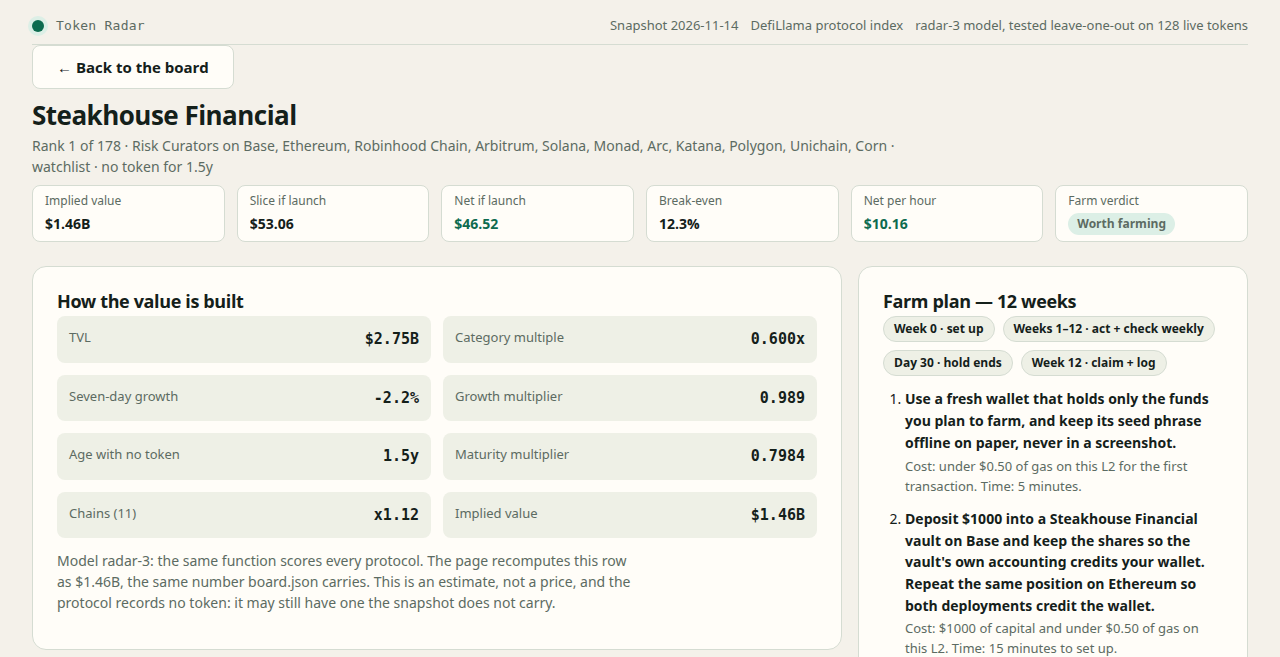 Token Radar
Snapshot 2026-11-14 DefiLlama protocol index radar-3 model, tested leave-one-out on 128 live tokens
← Back to the board
Steakhouse Financial
Rank 1 of 178 · Risk Curators on Base, Ethereum, Robinhood Chain, Arbitrum, Solana, Monad, Arc, Katana, Polygon, Unichain, Corn ·
watchlist · no token for 1.5y
Implied value
$1.46B
Slice if launch
$53.06
Net if launch
$46.52
Break-even
12.3%
Net per hour
$10.16
Farm verdict
Worth farming
How the value is built
TVL $2.75B
Category multiple 0.600x
Seven-day growth -2.2%
Growth multiplier 0.989
Age with no token 1.5y
Maturity multiplier 0.7984
Chains (11) x1.12
Implied value $1.46B
Model radar-3: the same function scores every protocol. The page recomputes this row
as $1.46B, the same number board.json carries. This is an estimate, not a price, and the
protocol records no token: it may still have one the snapshot does not carry.
Farm plan — 12 weeks
Week 0 · set up
Weeks 1–12 · act + check weekly
Day 30 · hold ends
Week 12 · claim + log
1. Use a fresh wallet that holds only the funds
you plan to farm, and keep its seed phrase
offline on paper, never in a screenshot.
Cost: under $0.50 of gas on this L2 for the first
transaction. Time: 5 minutes.
2. Deposit $1000 into a Steakhouse Financial
vault on Base and keep the shares so the
vault's own accounting credits your wallet.
Repeat the same position on Ethereum so
both deployments credit the wallet.
Cost: $1000 of capital and under $0.50 of gas on
this L2. Time: 15 minutes to set up.